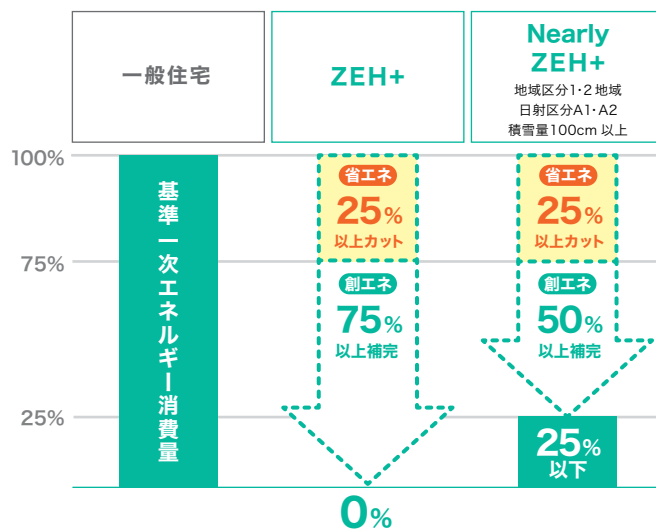 一般住宅
ZEH+
Nearly
ZEH+
地域区分1・2地域
日射区分A1・A2
積雪量100cm以上
100%
75%
25%
基準一次エネルギー消費量
省エネ
25%
以上カット
創エネ
75%
以上補完
0%
省エネ
25%
以上カット
創エネ
50%
以上補完
25%
以下